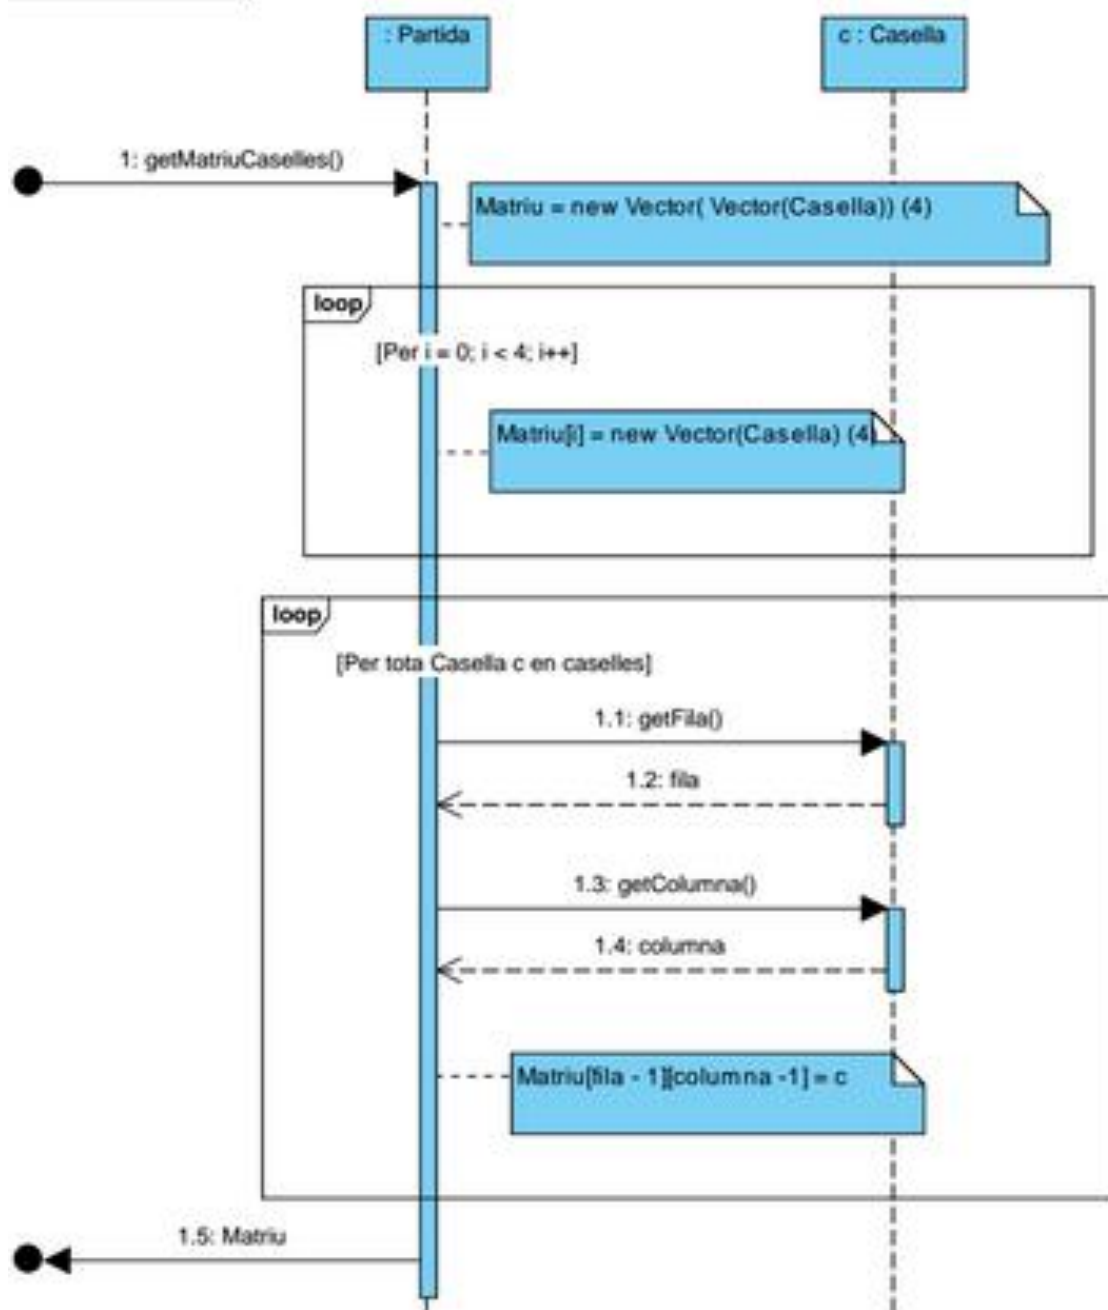 : Partida
c : Casella
1: getMatriuCaselles()
Matriu = new Vector( Vector(Casella)) (4)
loop
[Per i = 0; i < 4; i++]
Matriu[i] = new Vector(Casella) (4)
loop
[Per tota Casella c en caselles]
1.1: getFila()
1.2: fila
1.3: getColumna()
1.4: columna
Matriu[fila - 1][columna -1] = c
1.5: Matriu